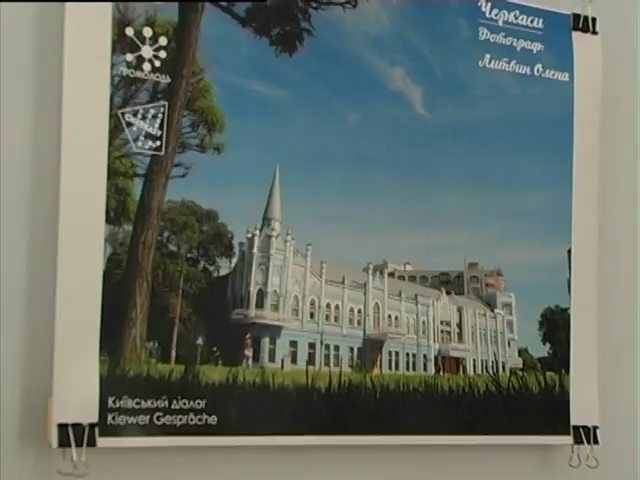 Черкаси
Фотограф:
Литвин Олена
Київський діалог
Kiewer Gespräche